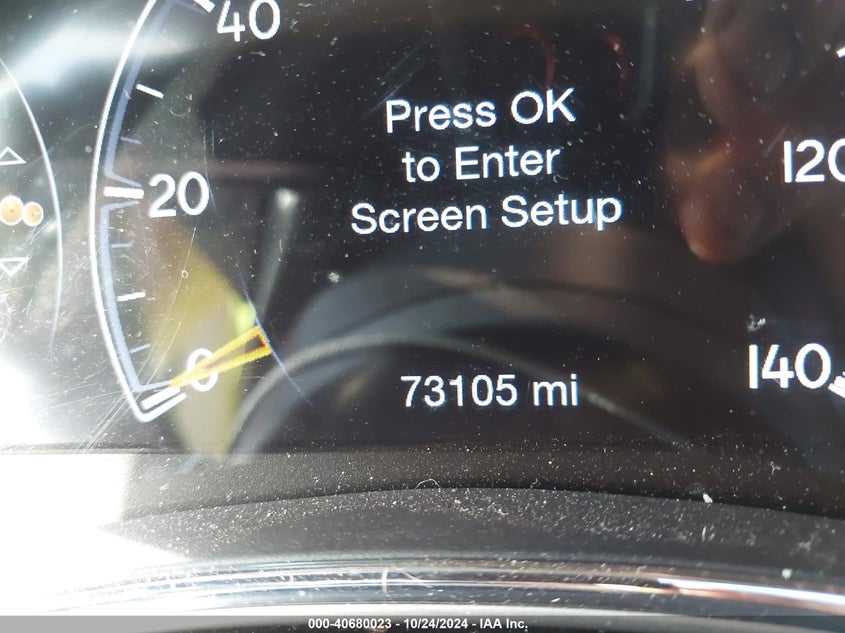 40
Press OK
to Enter
Screen Setup
120
20
0
140
73105 mi
000-40680023 - 10/24/2024 - IAA Inc.